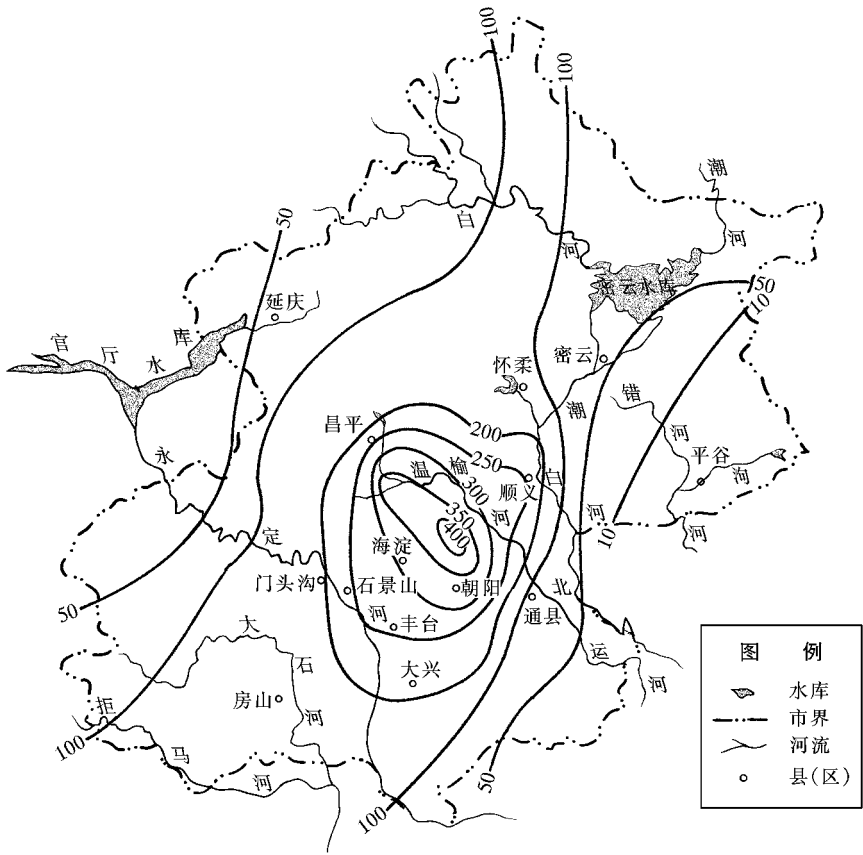 100
100
潮
河
白
河
50
密云水库
50
10
延庆
官厅水库
怀柔
密云
潮
错
河
平谷
泃
河
昌平
200
250
温榆
300
顺义
白
河
永
350
河
400
10
定
海淀
门头沟
石景山
朝阳
北
50
河
丰台
通县
大
石
河
大兴
运
河
房山
拒
马
河
100
50
100
图 例
水库
市界
河流
县(区)